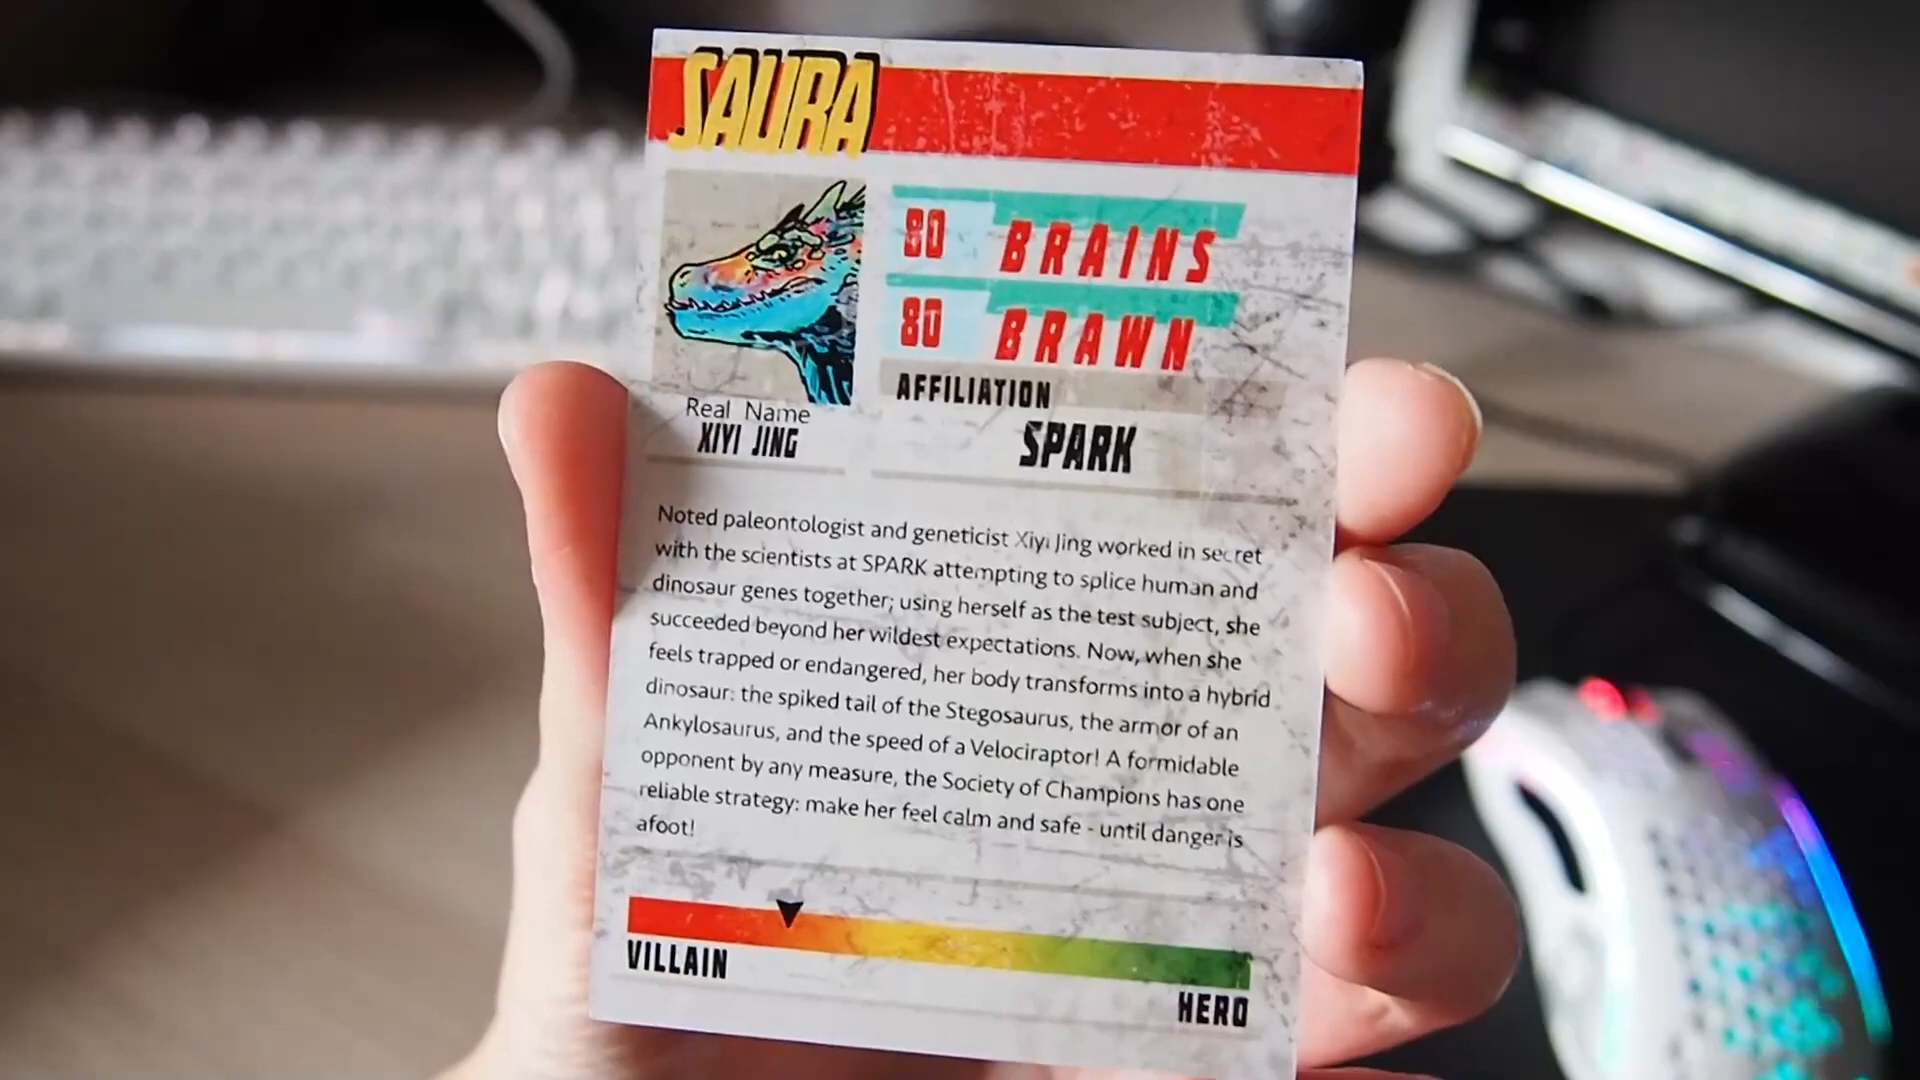 SAURA
80 BRAINS
80 BRAWN
AFFILIATION
SPARK
Real Name
XIYI JING
Noted paleontologist and geneticist Xiyi Jing worked in secret
with the scientists at SPARK attempting to splice human and
dinosaur genes together; using herself as the test subject, she
succeeded beyond her wildest expectations. Now, when she
feels trapped or endangered, her body transforms into a hybrid
dinosaur: the spiked tail of the Stegosaurus, the armor of an
Ankylosaurus, and the speed of a Velociraptor! A formidable
opponent by any measure, the Society of Champions has one
reliable strategy: make her feel calm and safe - until danger is
afoot!
VILLAIN
HERO